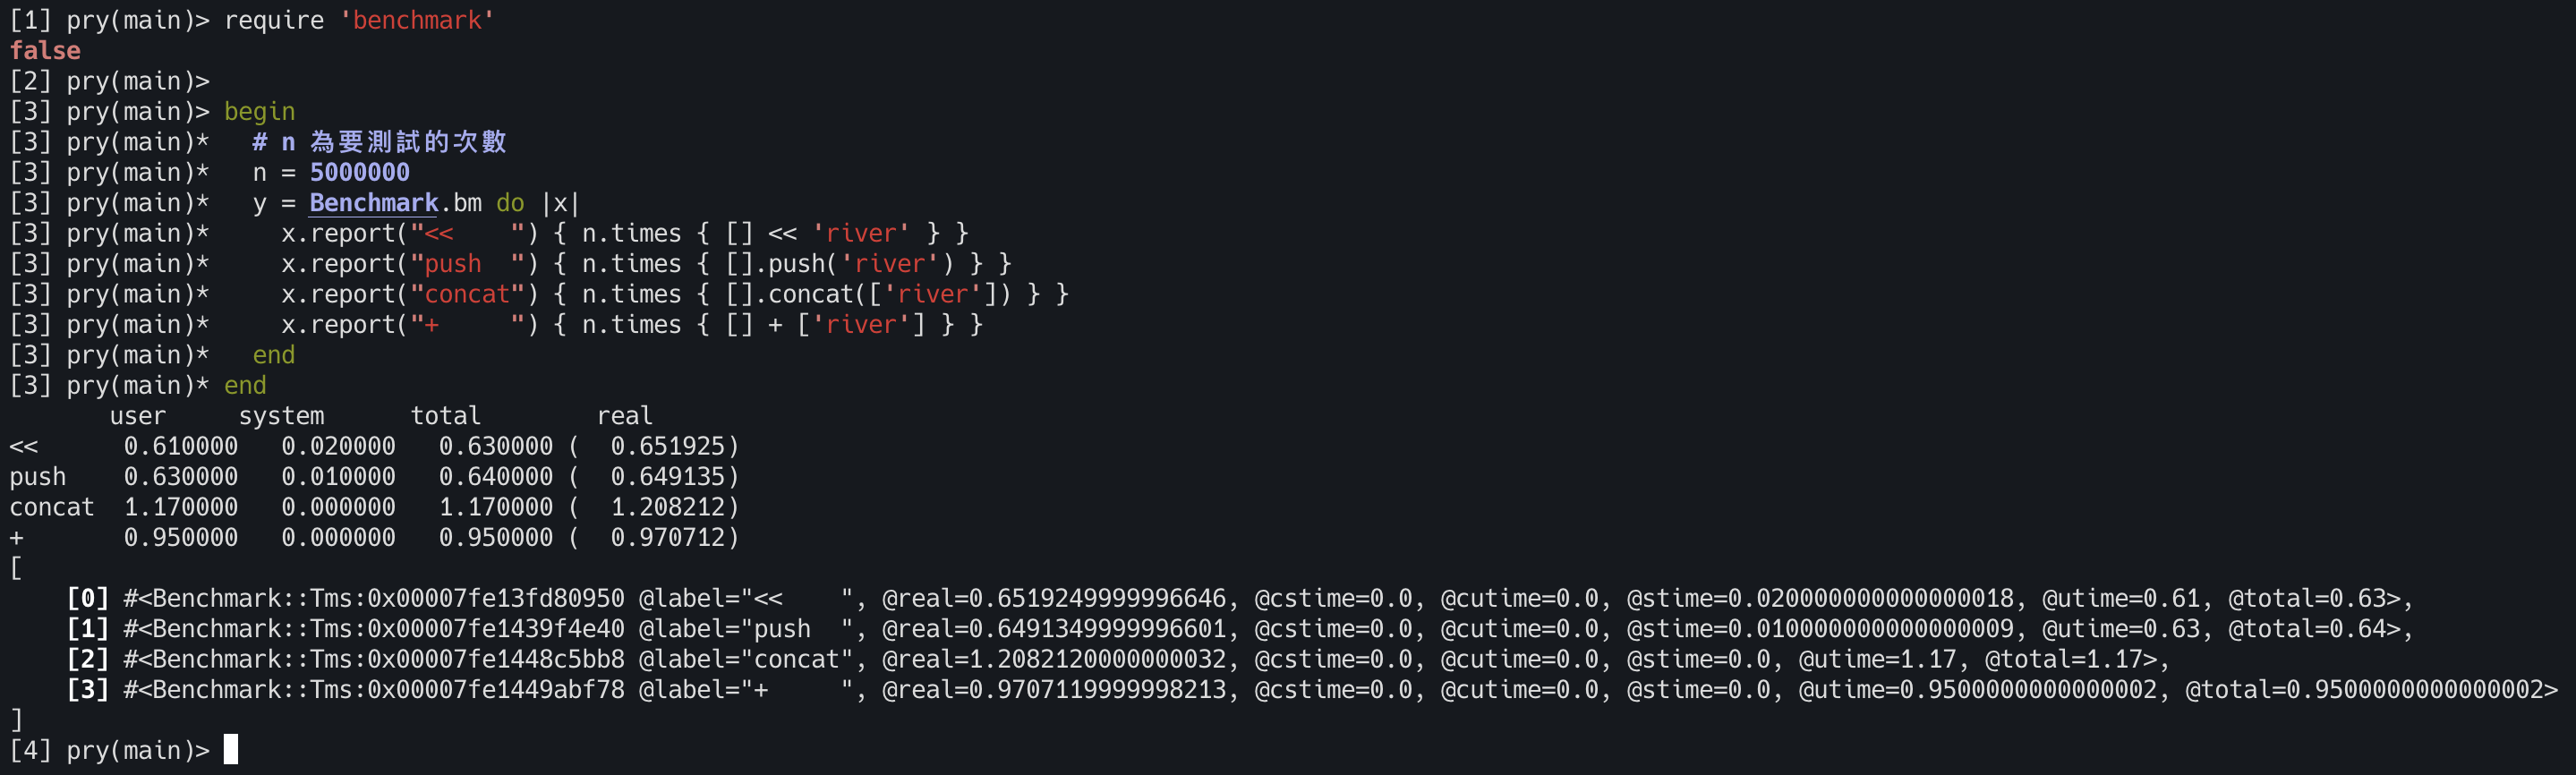 [1] pry(main)> require 'benchmark'
false
[2] pry(main)>
[3] pry(main)> begin
[3] pry(main)*   # n 為要測試的次數
[3] pry(main)*   n = 5000000
[3] pry(main)*   y = Benchmark.bm do |x|
[3] pry(main)*     x.report("<<    ") { n.times { [] << 'river' } }
[3] pry(main)*     x.report("push  ") { n.times { [].push('river') } }
[3] pry(main)*     x.report("concat") { n.times { [].concat(['river']) } }
[3] pry(main)*     x.report("+     ") { n.times { [] + ['river'] } }
[3] pry(main)*   end
[3] pry(main)* end
       user     system     total        real
<<      0.610000   0.020000   0.630000 (  0.651925)
push    0.630000   0.010000   0.640000 (  0.649135)
concat  1.170000   0.000000   1.170000 (  1.208212)
+       0.950000   0.000000   0.950000 (  0.970712)
[
    [0] #<Benchmark::Tms:0x00007fe13fd80950 @label="<<    ", @real=0.6519249999996646, @cstime=0.0, @cutime=0.0, @stime=0.020000000000000018, @utime=0.61, @total=0.63>,
    [1] #<Benchmark::Tms:0x00007fe1439f4e40 @label="push  ", @real=0.6491349999996601, @cstime=0.0, @cutime=0.0, @stime=0.010000000000000009, @utime=0.63, @total=0.64>,
    [2] #<Benchmark::Tms:0x00007fe1448c5bb8 @label="concat", @real=1.2082120000000032, @cstime=0.0, @cutime=0.0, @stime=0.0, @utime=1.17, @total=1.17>,
    [3] #<Benchmark::Tms:0x00007fe1449abf78 @label="+     ", @real=0.9707119999998213, @cstime=0.0, @cutime=0.0, @stime=0.0, @utime=0.9500000000000002, @total=0.9500000000000002>
]
[4] pry(main)>